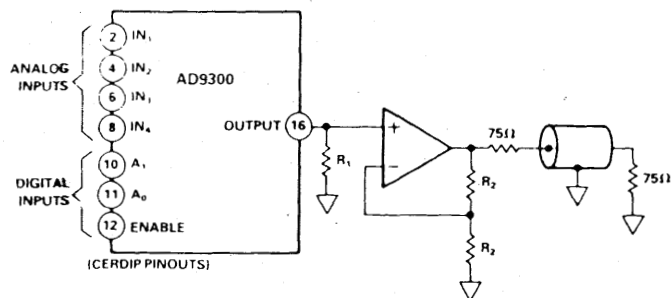 ANALOG INPUTS
2 IN₁
4 IN₂
6 IN₃
8 IN₄
DIGITAL INPUTS
10 A₁
11 A₀
12 ENABLE
AD9300
OUTPUT 16
(CERDIP PINOUTS)
R₁
+
−
R₂
R₂
75Ω
75Ω